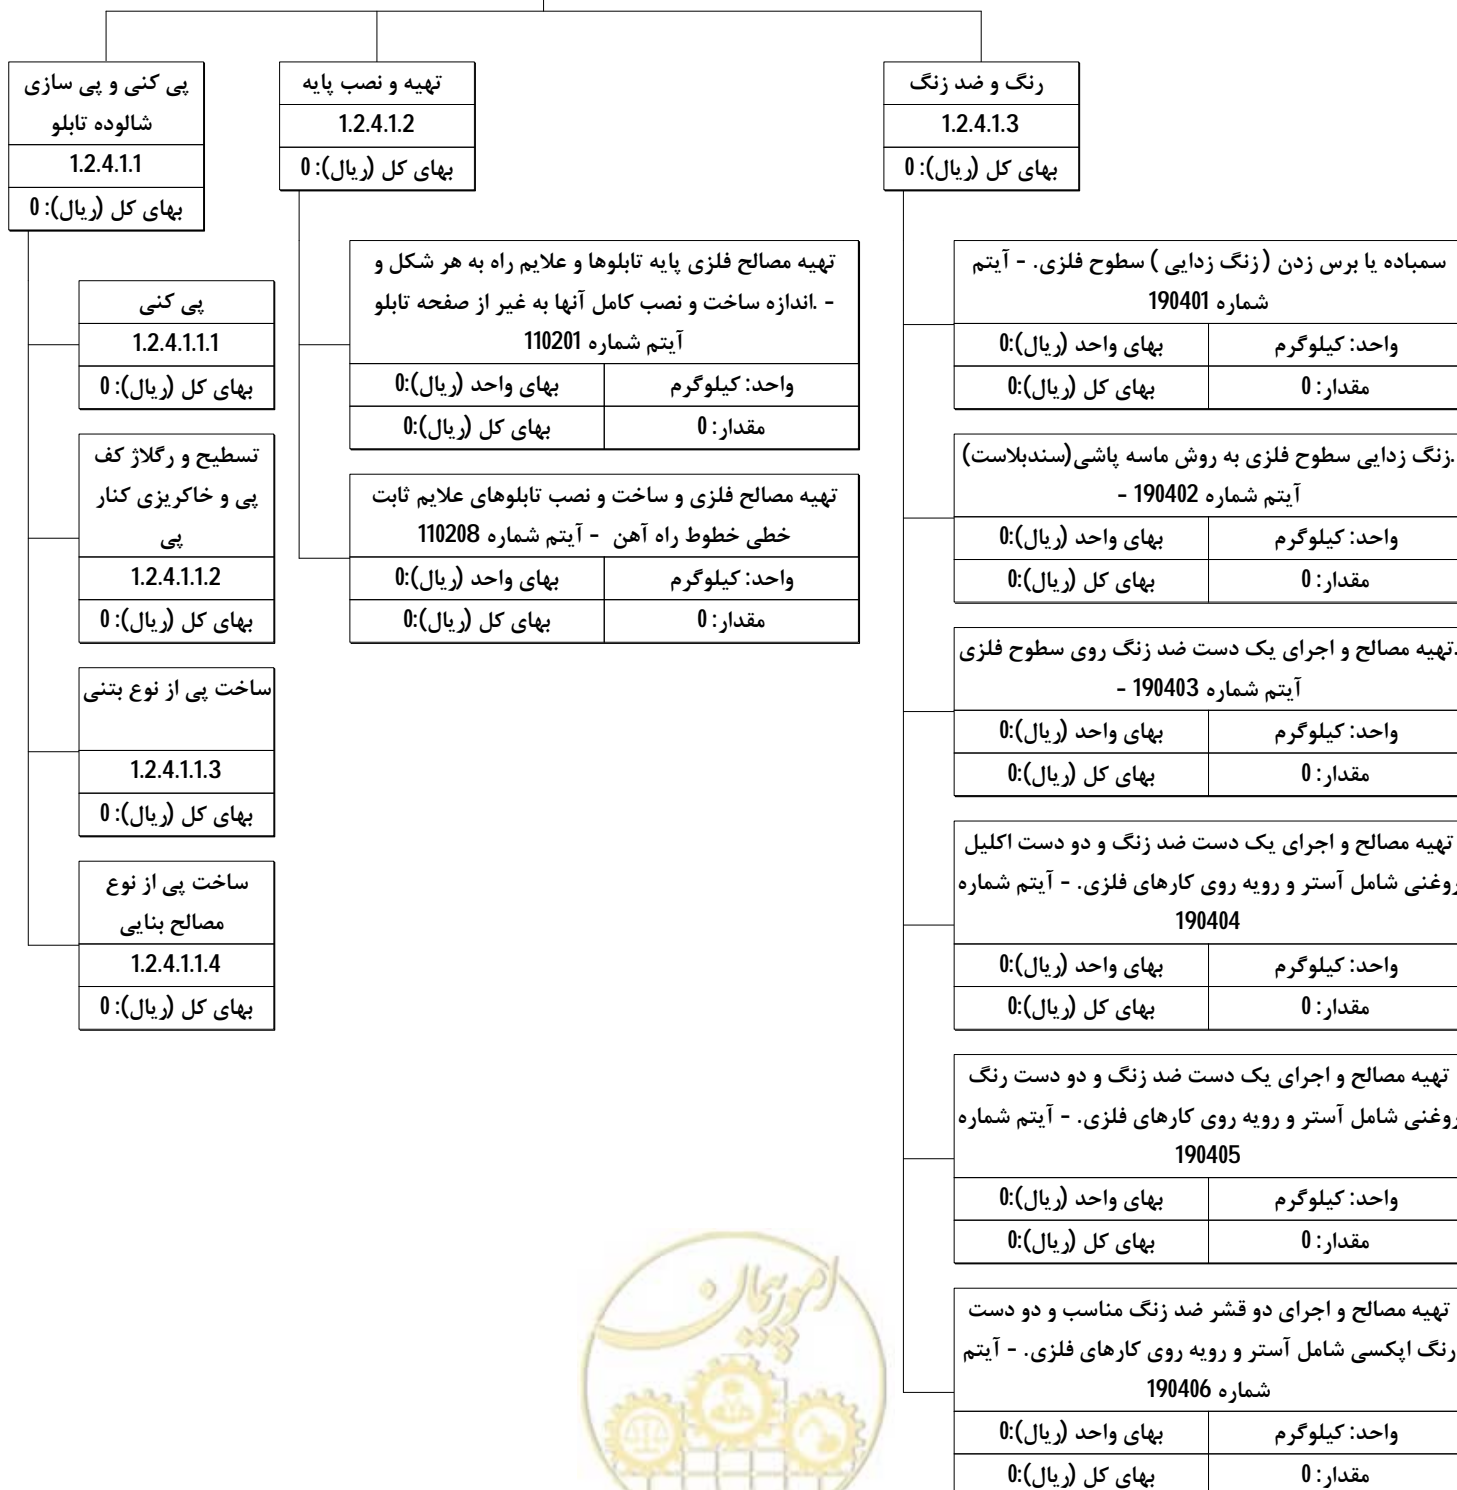 پی کنی و پی سازی
شالوده تابلو
1.2.4.1.1
بهای کل (ریال): 0
پی کنی
1.2.4.1.1.1
بهای کل (ریال): 0
تسطیح و رگلاژ کف
پی و خاکریزی کنار
پی
1.2.4.1.1.2
بهای کل (ریال): 0
ساخت پی از نوع بتنی
1.2.4.1.1.3
بهای کل (ریال): 0
ساخت پی از نوع
مصالح بنایی
1.2.4.1.1.4
بهای کل (ریال): 0
تهیه و نصب پایه
1.2.4.1.2
بهای کل (ریال): 0
تهیه مصالح فلزی پایه تابلوها و علایم راه به هر شکل و
اندازه ساخت و نصب کامل آنها به غیر از صفحه تابلو. -
آیتم شماره 110201
واحد: کیلوگرم بهای واحد (ریال):0
مقدار: 0 بهای کل (ریال):0
تهیه مصالح فلزی و ساخت و نصب تابلوهای علایم ثابت
خطی خطوط راه آهن - آیتم شماره 110208
واحد: کیلوگرم بهای واحد (ریال):0
مقدار: 0 بهای کل (ریال):0
رنگ و ضد زنگ
1.2.4.1.3
بهای کل (ریال): 0
سمباده یا برس زدن ( زنگ زدایی ) سطوح فلزی. - آیتم
شماره 190401
واحد: کیلوگرم بهای واحد (ریال):0
مقدار: 0 بهای کل (ریال):0
زنگ زدایی سطوح فلزی به روش ماسه پاشی(سندبلاست).
- آیتم شماره 190402
واحد: کیلوگرم بهای واحد (ریال):0
مقدار: 0 بهای کل (ریال):0
تهیه مصالح و اجرای یک دست ضد زنگ روی سطوح فلزی.
- آیتم شماره 190403
واحد: کیلوگرم بهای واحد (ریال):0
مقدار: 0 بهای کل (ریال):0
تهیه مصالح و اجرای یک دست ضد زنگ و دو دست اکلیل
روغنی شامل آستر و رویه روی کارهای فلزی. - آیتم شماره
190404
واحد: کیلوگرم بهای واحد (ریال):0
مقدار: 0 بهای کل (ریال):0
تهیه مصالح و اجرای یک دست ضد زنگ و دو دست رنگ
روغنی شامل آستر و رویه روی کارهای فلزی. - آیتم شماره
190405
واحد: کیلوگرم بهای واحد (ریال):0
مقدار: 0 بهای کل (ریال):0
تهیه مصالح و اجرای دو قشر ضد زنگ مناسب و دو دست
رنگ اپکسی شامل آستر و رویه روی کارهای فلزی. - آیتم
شماره 190406
واحد: کیلوگرم بهای واحد (ریال):0
مقدار: 0 بهای کل (ریال):0
امور پیمان